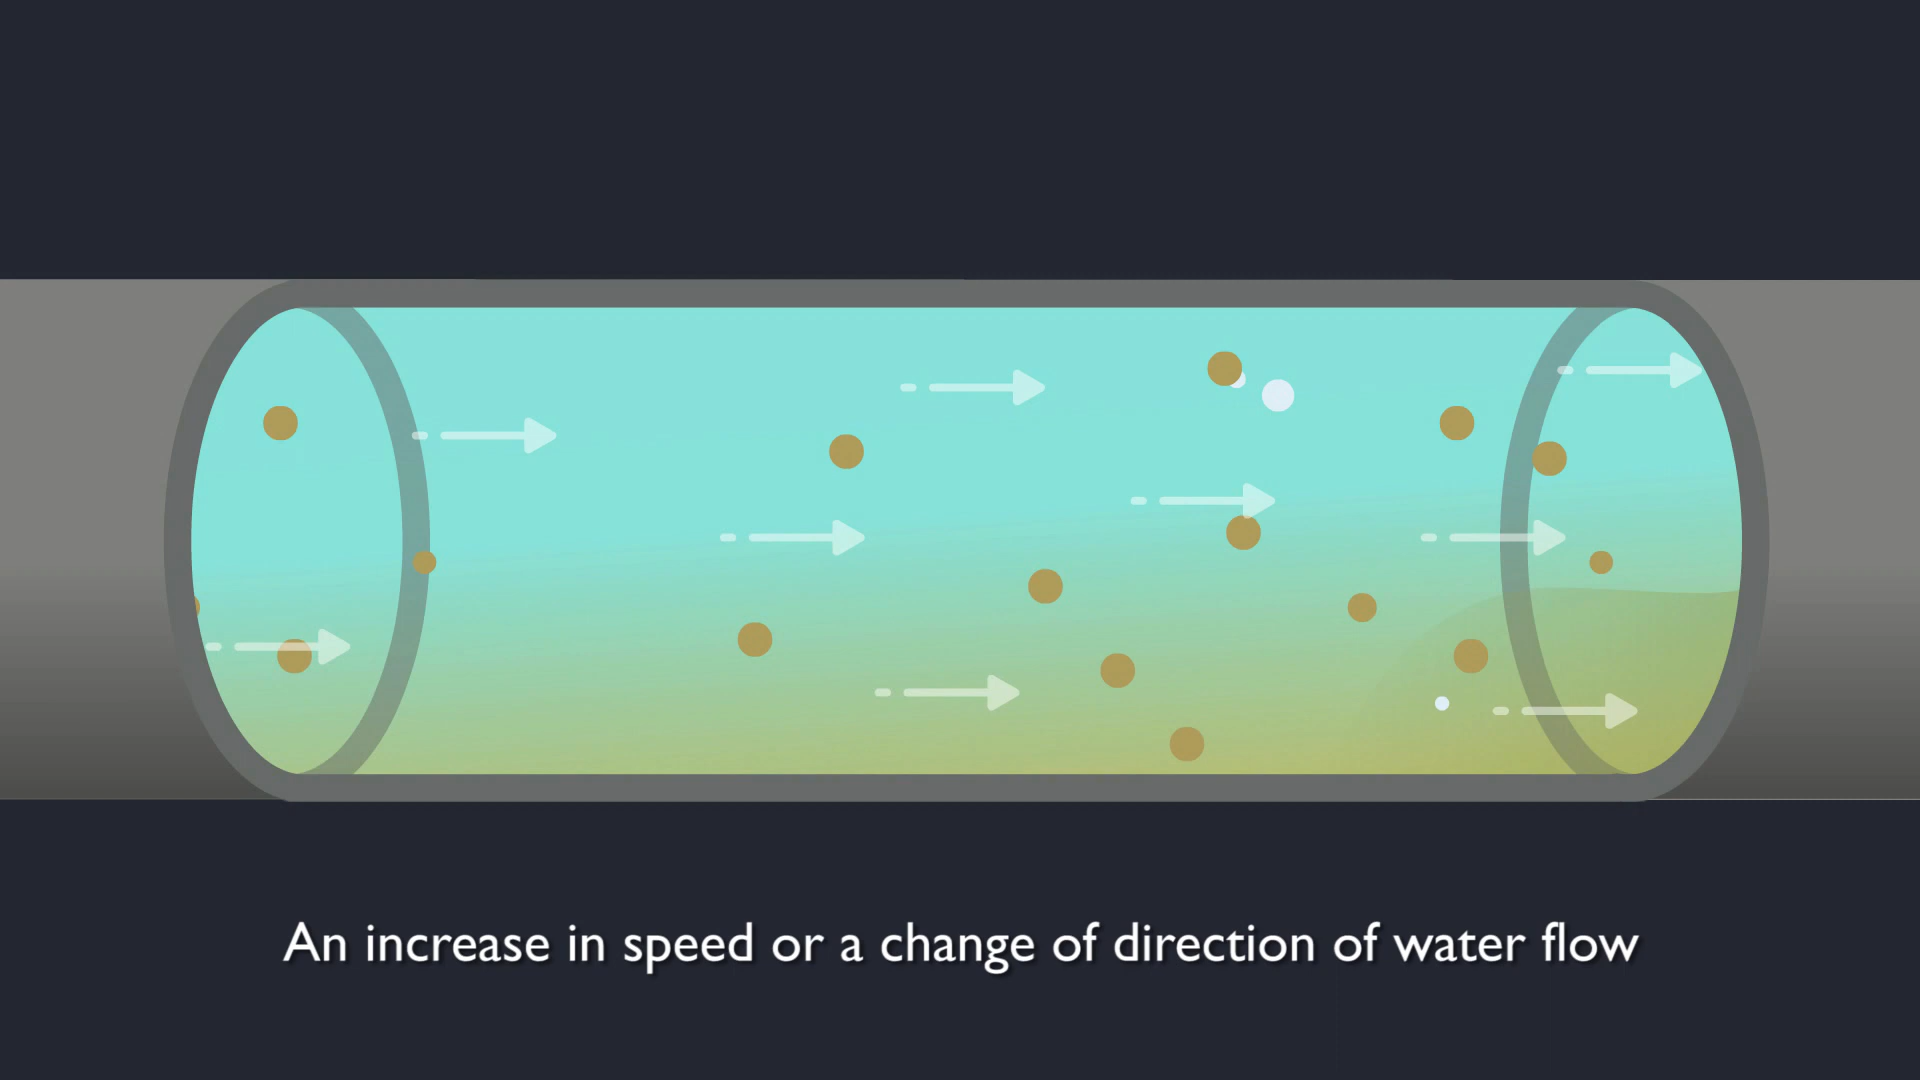 An increase in speed or a change of direction of water flow